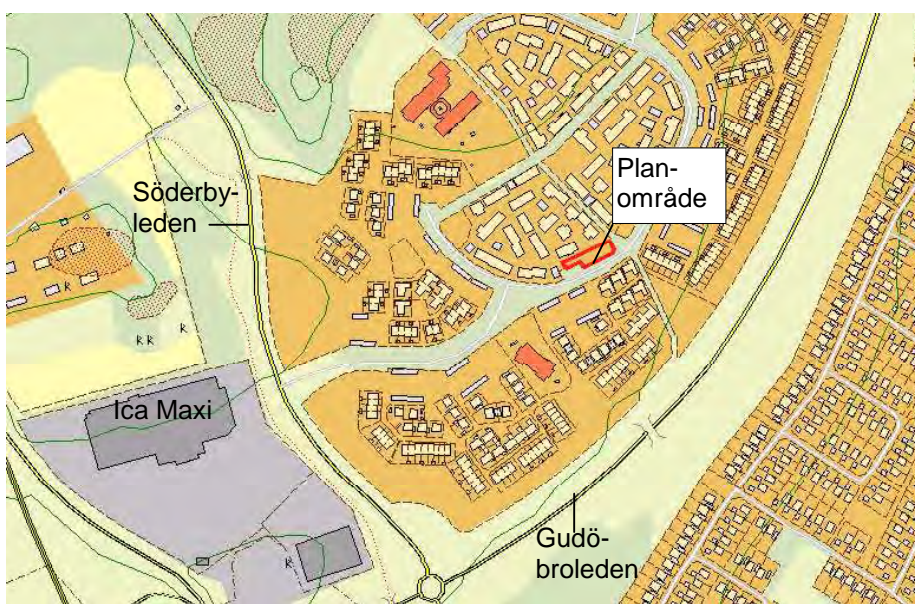 Plan-
område
Söderby-
leden
Ica Maxi
Gudö-
broleden
R
R R
R
R